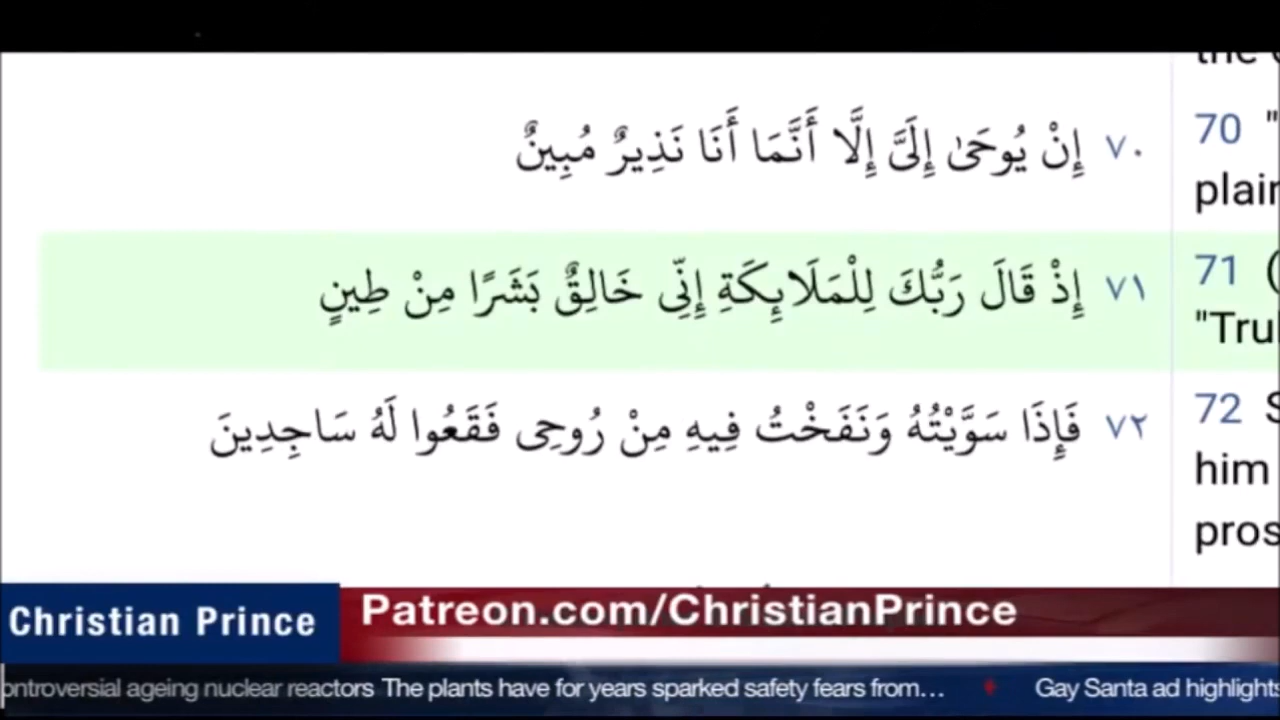 إِنْ يُوحَىٰ إِلَىَّ إِلَّا أَنَّمَا أَنَا نَذِيرٌ مُبِينٌ ٧٠
70 "
plain
إِذْ قَالَ رَبُّكَ لِلْمَلَائِكَةِ إِنِّى خَالِقٌ بَشَرًا مِنْ طِينٍ ٧١
71 (
"Tru
فَإِذَا سَوَّيْتُهُ وَنَفَخْتُ فِيهِ مِنْ رُوحِى فَقَعُوا لَهُ سَاجِدِينَ ٧٢
72 S
him
pros
Christian Prince
Patreon.com/ChristianPrince
ontroversial ageing nuclear reactors The plants have for years sparked safety fears from... Gay Santa ad highlights